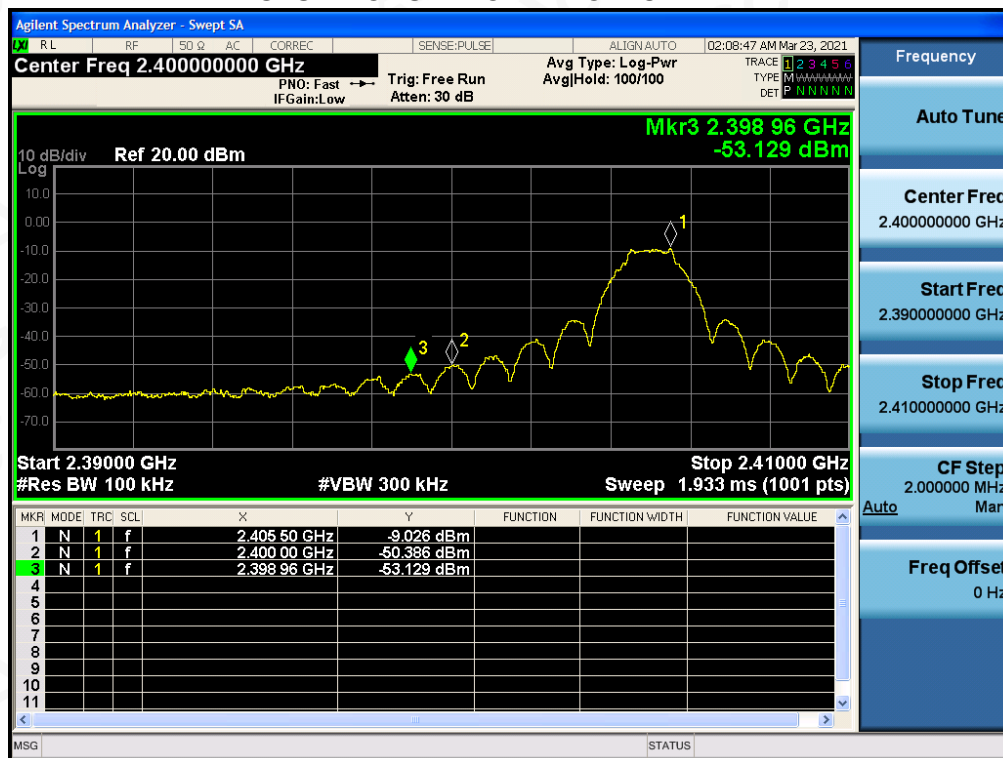 Agilent Spectrum Analyzer - Swept SA
LXI RL RF 50 Ω AC CORREC SENSE:PULSE ALIGN AUTO 02:08:47 AM Mar 23, 2021
Center Freq 2.400000000 GHz
PNO: Fast
IFGain:Low
Trig: Free Run
Atten: 30 dB
Avg Type: Log-Pwr
Avg|Hold: 100/100
TRACE 1 2 3 4 5 6
TYPE M
DET P N N N N N
Mkr3 2.398 96 GHz
-53.129 dBm
10 dB/div Ref 20.00 dBm
Log
10.0
0.00
-10.0
-20.0
-30.0
-40.0
-50.0
-60.0
-70.0
1
2
3
Start 2.39000 GHz Stop 2.41000 GHz
#Res BW 100 kHz #VBW 300 kHz Sweep 1.933 ms (1001 pts)
MKR MODE TRC SCL X Y FUNCTION FUNCTION WIDTH FUNCTION VALUE
1 N 1 f 2.405 50 GHz -9.026 dBm
2 N 1 f 2.400 00 GHz -50.386 dBm
3 N 1 f 2.398 96 GHz -53.129 dBm
4
5
6
7
8
9
10
11
MSG STATUS
Frequency
Auto Tune
Center Freq
2.400000000 GHz
Start Freq
2.390000000 GHz
Stop Freq
2.410000000 GHz
CF Step
2.000000 MHz
Auto Man
Freq Offset
0 Hz